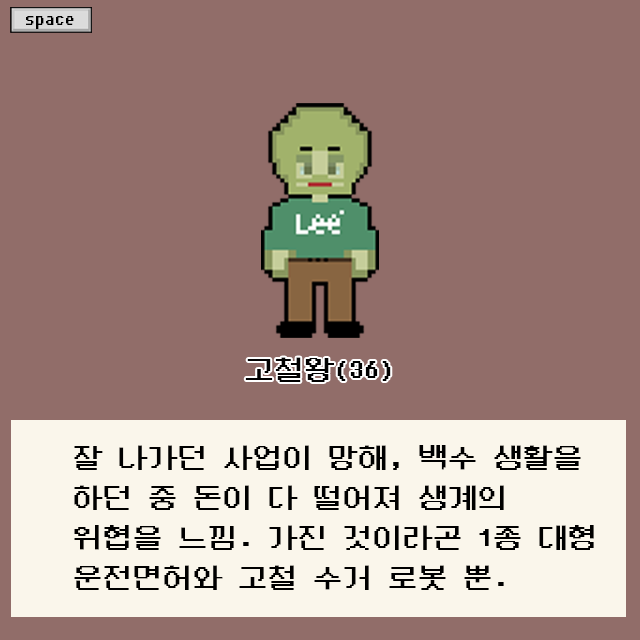 space
Lee
고철왕(36)
잘 나가던 사업이 망해, 백수 생활을
하던 중 돈이 다 떨어져 생계의
위협을 느낌. 가진 것이라곤 1종 대형
운전면허와 고철 수거 로봇 뿐.